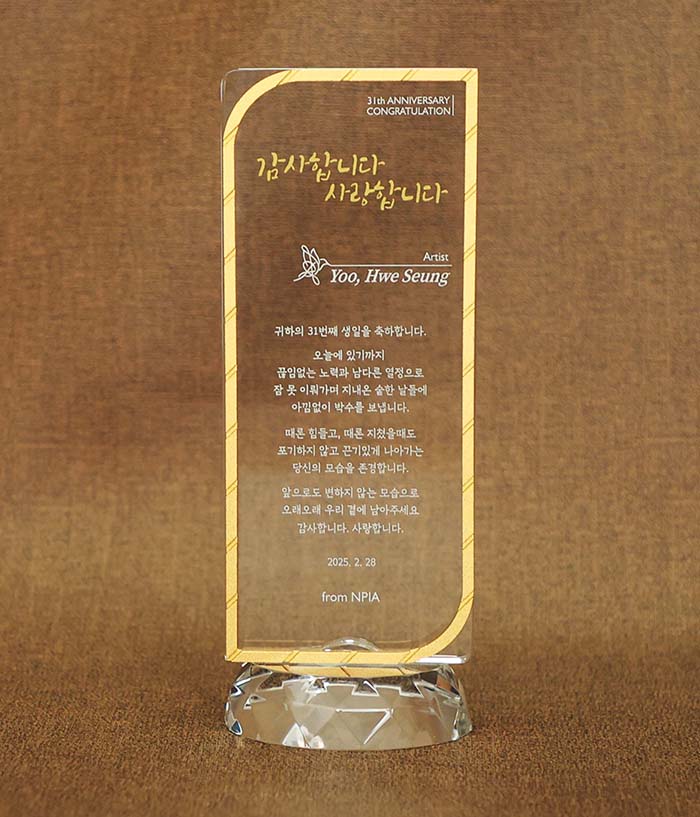 31th ANNIVERSARY
CONGRATULATION
감사합니다
사랑합니다
Artist
Yoo, Hwe Seung
귀하의 31번째 생일을 축하합니다.
오늘에 있기까지
끊임없는 노력과 남다른 열정으로
잠 못 이뤄가며 지내온 숱한 날들에
아낌없이 박수를 보냅니다.
때론 힘들고, 때론 지쳤을때도
포기하지 않고 끈기있게 나아가는
당신의 모습을 존경합니다.
앞으로도 변하지 않는 모습으로
오래오래 우리 곁에 남아주세요
감사합니다. 사랑합니다.
2025. 2. 28
from NPIA